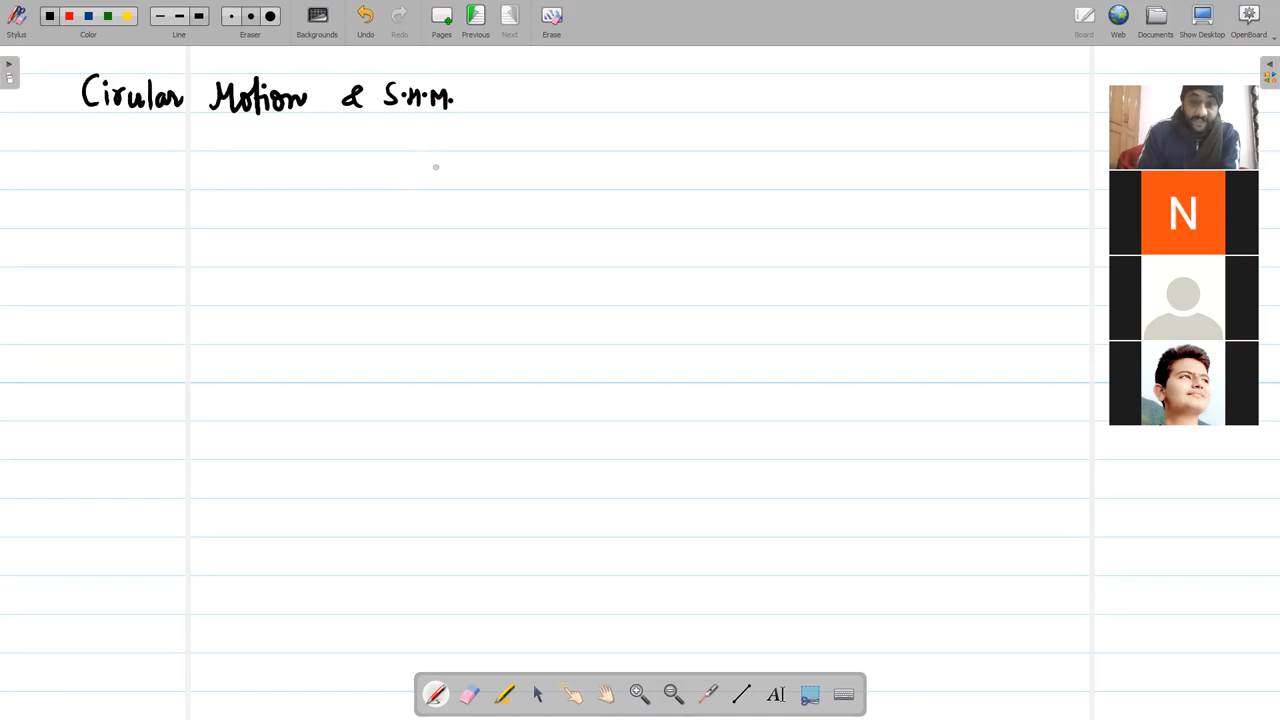 Stylus
Color
Line
Eraser
Backgrounds
Undo
Redo
Pages
Previous
Next
Erase
Board
Web
Documents
Show Desktop
OpenBoard
Cirular Motion & S.H.M.
N
AI